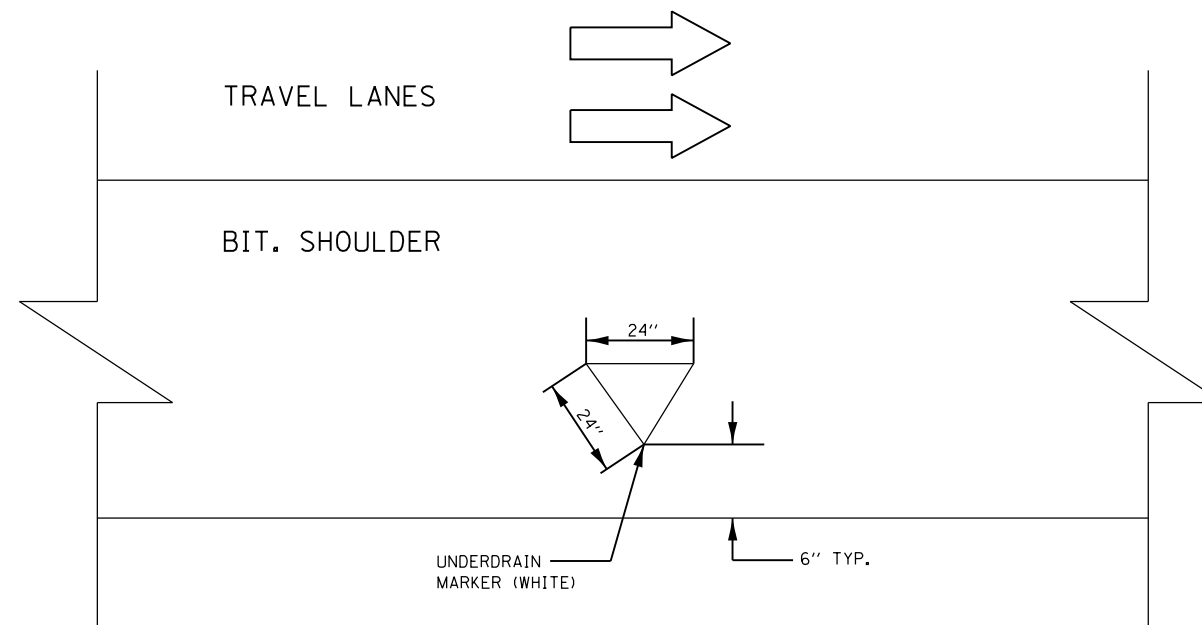 TRAVEL LANES
BIT. SHOULDER
24''
24''
UNDERDRAIN
MARKER (WHITE)
6'' TYP.